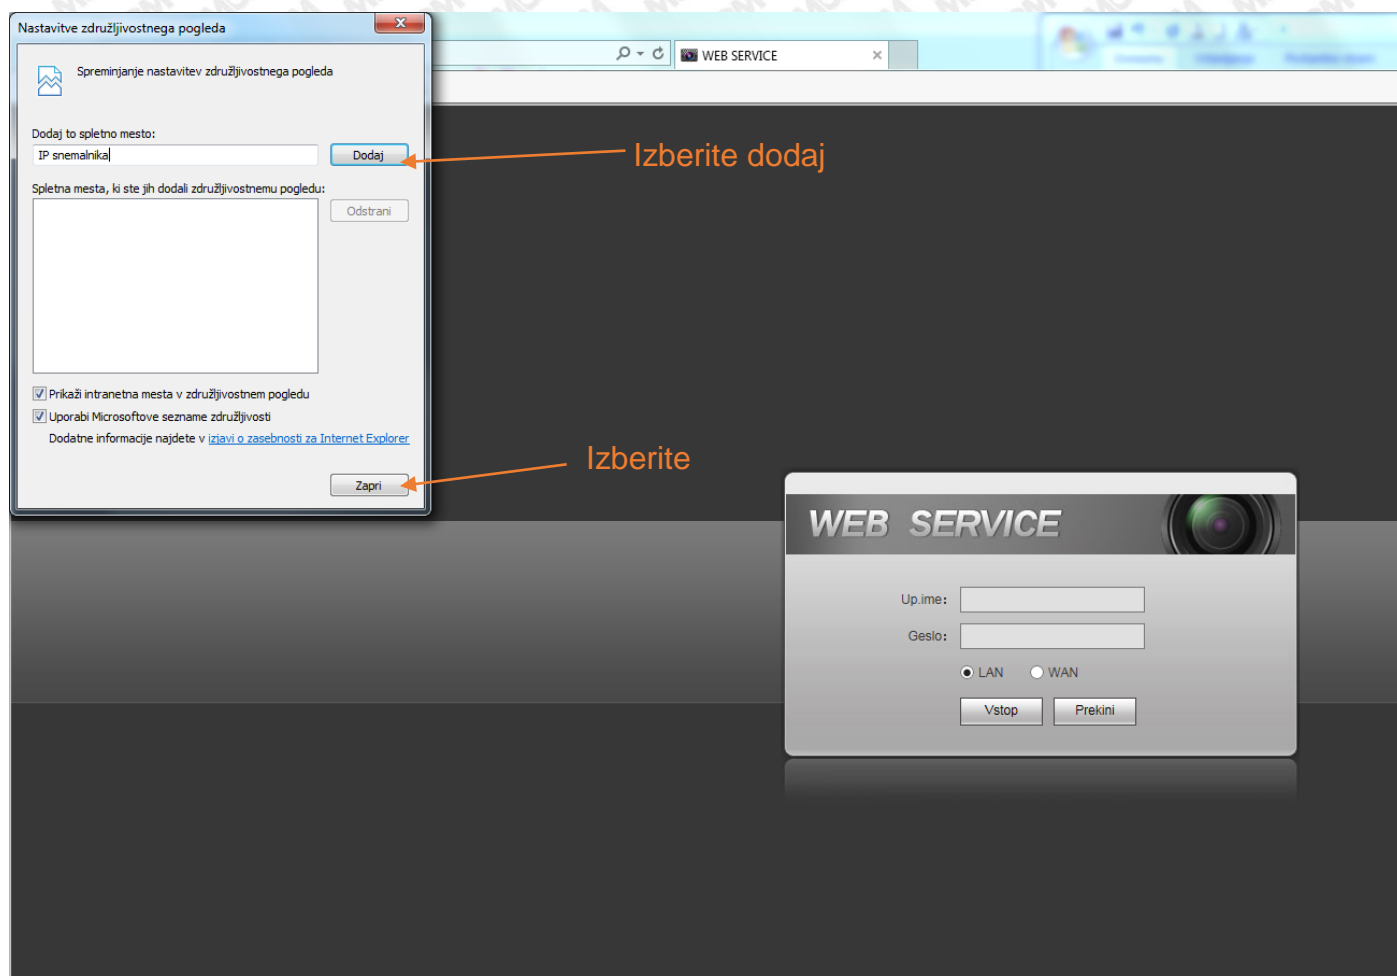 Nastavitve združljivostnega pogleda
Spreminjanje nastavitev združljivostnega pogleda
Dodaj to spletno mesto:
IP snemalnika
Dodaj
Spletna mesta, ki ste jih dodali združljivostnemu pogledu:
Odstrani
Prikaži intranetna mesta v združljivostnem pogledu
Uporabi Microsoftove sezname združljivosti
Dodatne informacije najdete v izjavi o zasebnosti za Internet Explorer
Zapri
WEB SERVICE
Izberite dodaj
Izberite
WEB SERVICE
Up.ime:
Geslo:
LAN WAN
Vstop Prekini